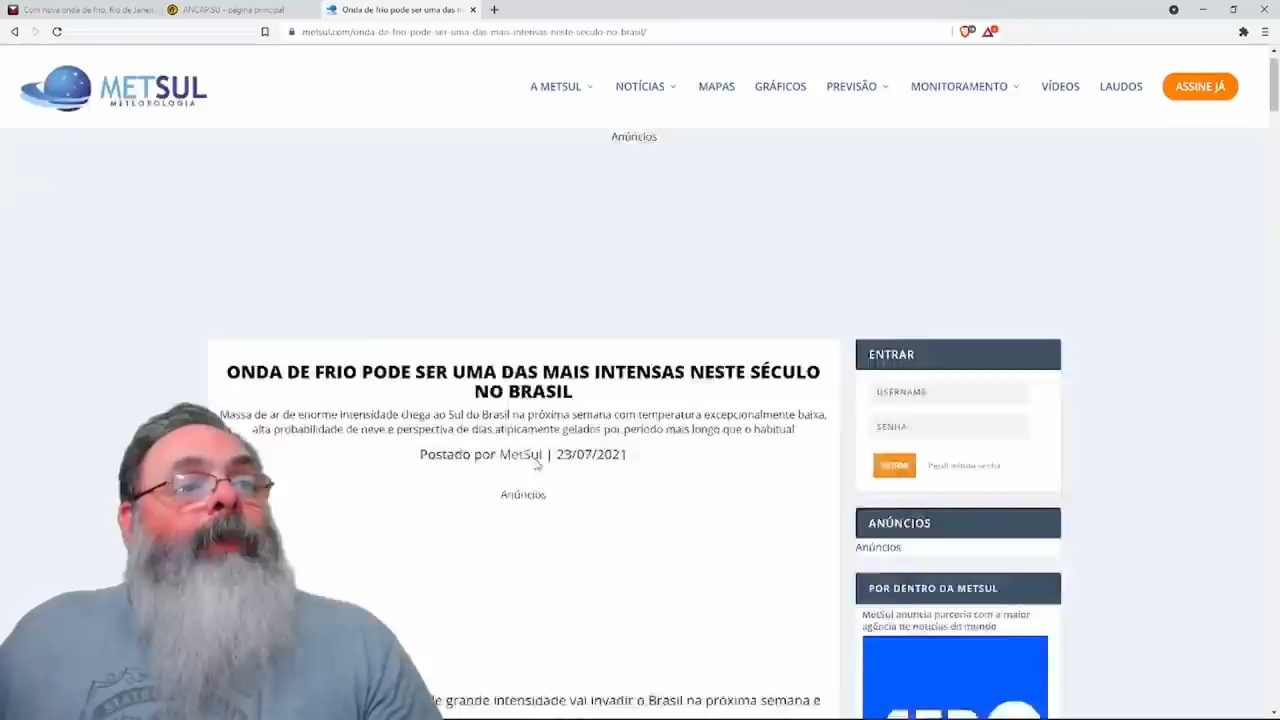 Com nova onda de frio, Rio de Janeir
ANCAP.SU - página principal
Onda de frio pode ser uma das n
metsul.com/onda-de-frio-pode-ser-uma-das-mais-intensas-neste-seculo-no-brasil/
METSUL
METEOROLOGIA
A METSUL
NOTÍCIAS
MAPAS
GRÁFICOS
PREVISÃO
MONITORAMENTO
VÍDEOS
LAUDOS
ASSINE JÁ
Anúncios
ONDA DE FRIO PODE SER UMA DAS MAIS INTENSAS NESTE SÉCULO
NO BRASIL
Massa de ar de enorme intensidade chega ao Sul do Brasil na próxima semana com temperatura excepcionalmente baixa,
alta probabilidade de neve e perspectiva de dias atipicamente gelados por período mais longo que o habitual
Postado por MetSul | 23/07/2021
Anúncios
e grande intensidade vai invadir o Brasil na próxima semana e
ENTRAR
USERNAME
SENHA
ENTRAR
Perdi minha senha
ANÚNCIOS
Anúncios
POR DENTRO DA METSUL
MetSul anuncia parceria com a maior
agência de notícias do mundo